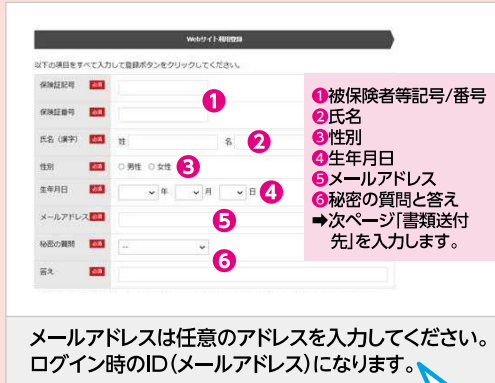 Webサイト利用登録
以下の項目をすべて入力して登録ボタンをクリックしてください。
保険証記号 必須
保険証番号 必須
❶
氏名（漢字） 必須 姓 名 ❷
性別 必須 男性 女性 ❸
生年月日 必須 年 月 日 ❹
メールアドレス 必須 ❺
秘密の質問 必須 --
❻
答え 必須
❶被保険者等記号/番号
❷氏名
❸性別
❹生年月日
❺メールアドレス
❻秘密の質問と答え
➡次ページ「書類送付
先」を入力します。
メールアドレスは任意のアドレスを入力してください。
ログイン時のID（メールアドレス）になります。